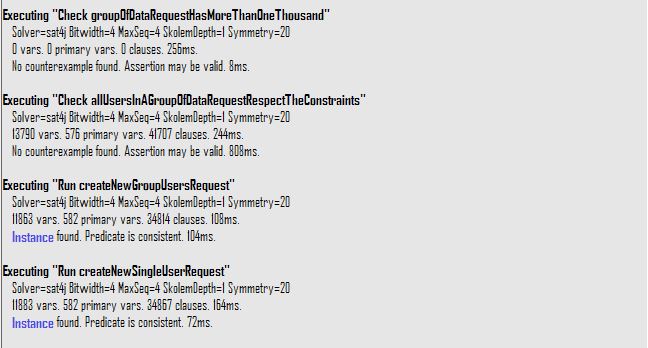 Executing "Check groupOfDataRequestHasMoreThanOneThousand"
Solver=sat4j Bitwidth=4 MaxSeq=4 SkolemDepth=1 Symmetry=20
0 vars. 0 primary vars. 0 clauses. 256ms.
No counterexample found. Assertion may be valid. 8ms.
Executing "Check allUsersInAGroupOfDataRequestRespectTheConstraints"
Solver=sat4j Bitwidth=4 MaxSeq=4 SkolemDepth=1 Symmetry=20
13790 vars. 576 primary vars. 41707 clauses. 244ms.
No counterexample found. Assertion may be valid. 808ms.
Executing "Run createNewGroupUsersRequest"
Solver=sat4j Bitwidth=4 MaxSeq=4 SkolemDepth=1 Symmetry=20
11863 vars. 582 primary vars. 34814 clauses. 108ms.
Instance found. Predicate is consistent. 104ms.
Executing "Run createNewSingleUserRequest"
Solver=sat4j Bitwidth=4 MaxSeq=4 SkolemDepth=1 Symmetry=20
11883 vars. 582 primary vars. 34867 clauses. 164ms.
Instance found. Predicate is consistent. 72ms.